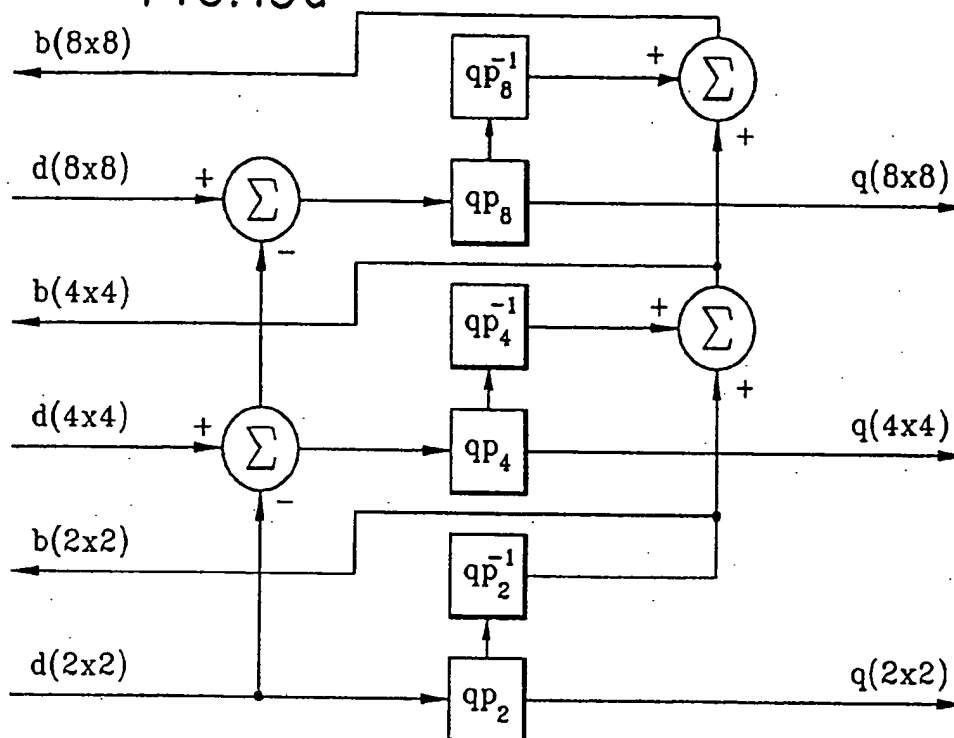 b(8x8)
qp₈⁻¹
+
Σ
+
d(8x8)
+
Σ
-
qp₈
q(8x8)
b(4x4)
qp₄⁻¹
+
Σ
+
d(4x4)
+
Σ
-
qp₄
q(4x4)
b(2x2)
qp₂⁻¹
d(2x2)
qp₂
q(2x2)